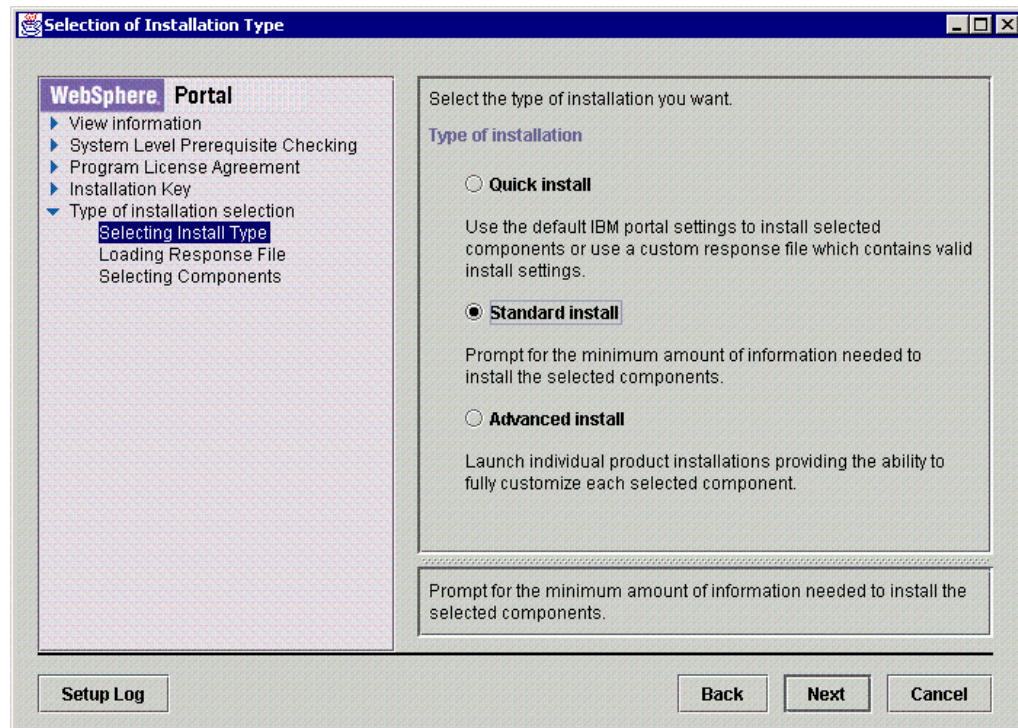 Selection of Installation Type
WebSphere. Portal
View information
System Level Prerequisite Checking
Program License Agreement
Installation Key
Type of installation selection
Selecting Install Type
Loading Response File
Selecting Components
Select the type of installation you want.
Type of installation
Quick install
Use the default IBM portal settings to install selected
components or use a custom response file which contains valid
install settings.
Standard install
Prompt for the minimum amount of information needed to
install the selected components.
Advanced install
Launch individual product installations providing the ability to
fully customize each selected component.
Prompt for the minimum amount of information needed to install the
selected components.
Setup Log
Back
Next
Cancel